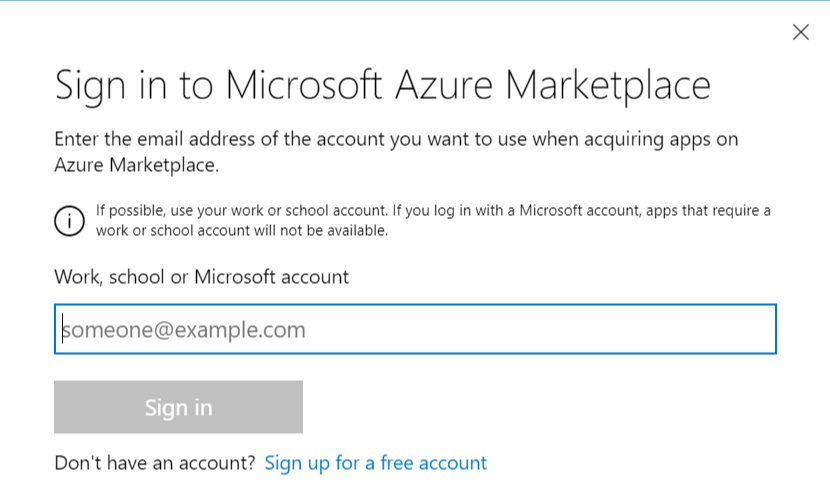 Sign in to Microsoft Azure Marketplace
Enter the email address of the account you want to use when acquiring apps on
Azure Marketplace.
If possible, use your work or school account. If you log in with a Microsoft account, apps that require a
work or school account will not be available.
Work, school or Microsoft account
someone@example.com
Sign in
Don't have an account? Sign up for a free account